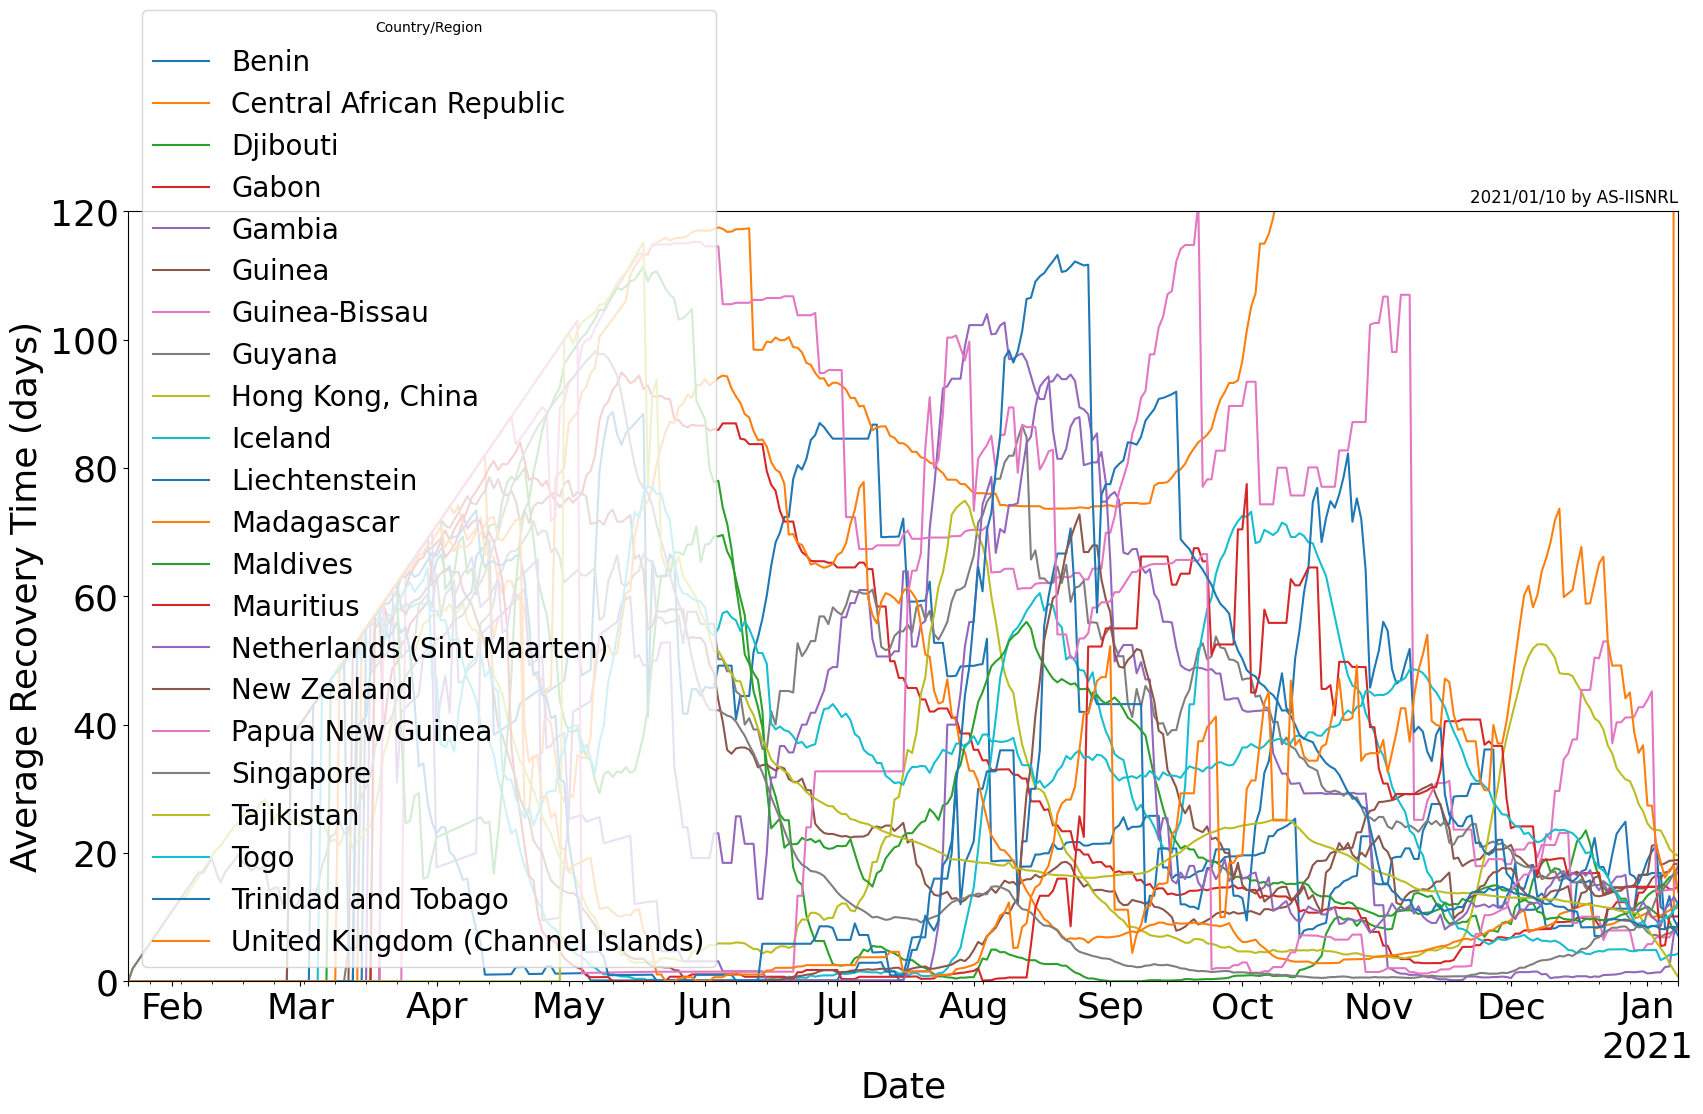 Country/Region
Benin
Central African Republic
Djibouti
Gabon
Gambia
Guinea
Guinea-Bissau
Guyana
Hong Kong, China
Iceland
Liechtenstein
Madagascar
Maldives
Mauritius
Netherlands (Sint Maarten)
New Zealand
Papua New Guinea
Singapore
Tajikistan
Togo
Trinidad and Tobago
United Kingdom (Channel Islands)
2021/01/10 by AS-IISNRL
120
100
80
60
40
20
0
Average Recovery Time (days)
Feb Mar Apr May Jun Jul Aug Sep Oct Nov Dec Jan
2021
Date